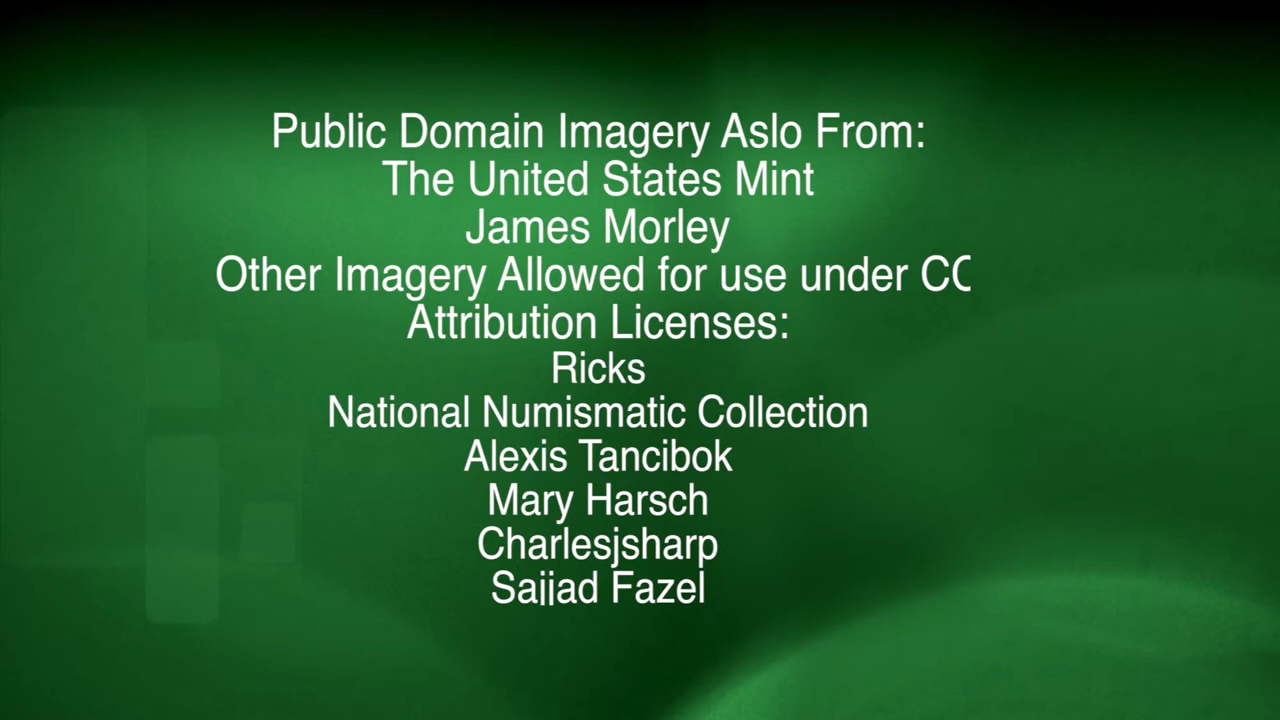 Public Domain Imagery Aslo From:
The United States Mint
James Morley
Other Imagery Allowed for use under CC
Attribution Licenses:
Ricks
National Numismatic Collection
Alexis Tancibok
Mary Harsch
Charlesjsharp
Sajjad Fazel